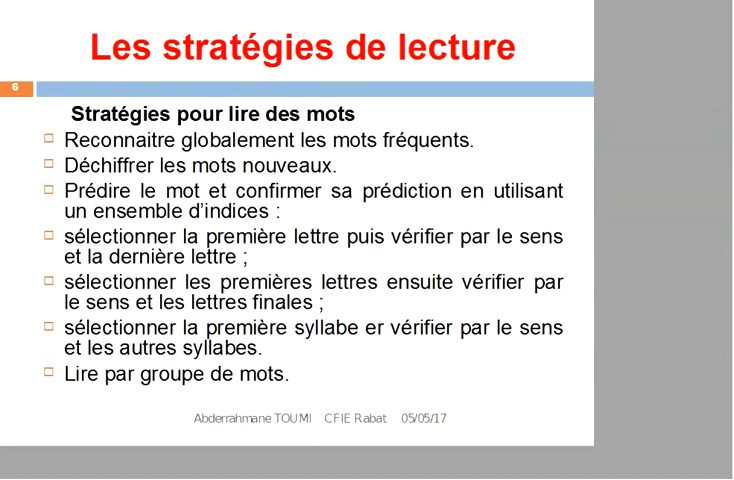 Les stratégies de lecture
6
Stratégies pour lire des mots
Reconnaitre globalement les mots fréquents.
Déchiffrer les mots nouveaux.
Prédire le mot et confirmer sa prédiction en utilisant
un ensemble d'indices :
sélectionner la première lettre puis vérifier par le sens
et la dernière lettre ;
sélectionner les premières lettres ensuite vérifier par
le sens et les lettres finales ;
sélectionner la première syllabe er vérifier par le sens
et les autres syllabes.
Lire par groupe de mots.
Abderrahmane TOUMI CFIE Rabat 05/05/17